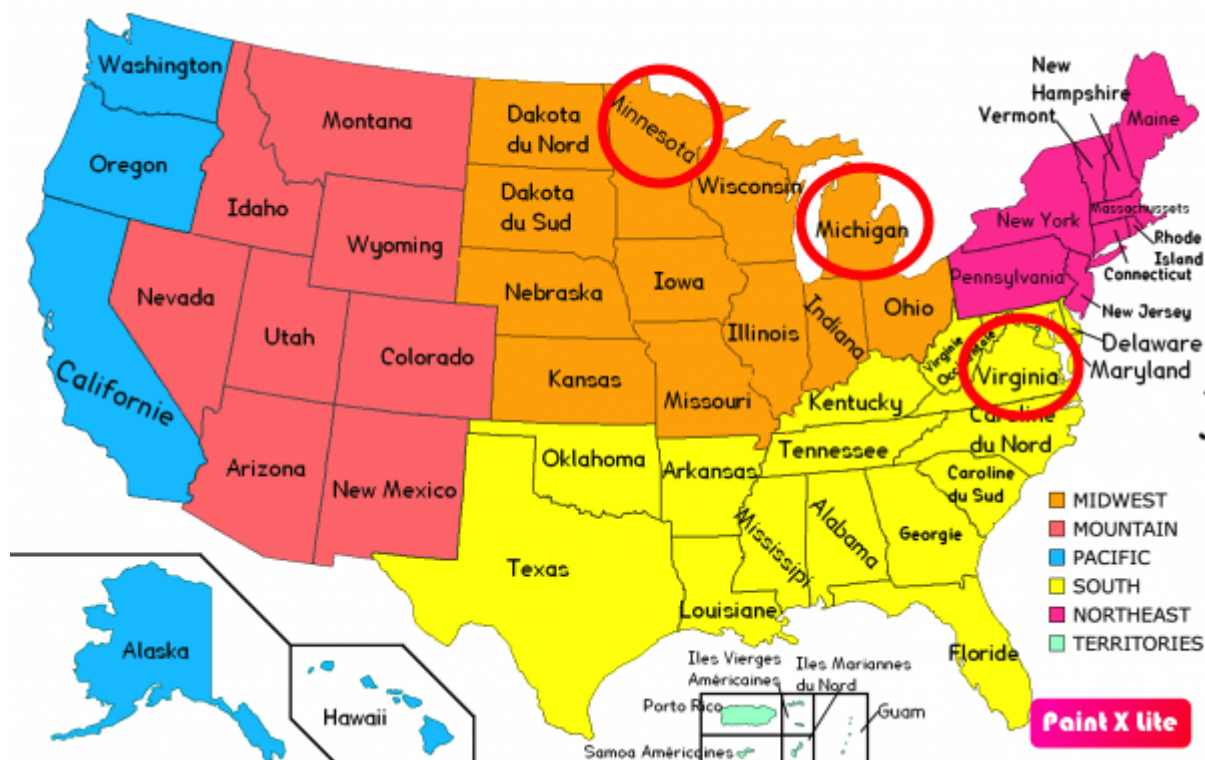 Washington
Oregon
Californie
Nevada
Idaho
Montana
Wyoming
Utah
Colorado
Arizona
New Mexico
Dakota
du Nord
Dakota
du Sud
Nebraska
Kansas
Minnesota
Iowa
Missouri
Wisconsin
Illinois
Michigan
Indiana
Ohio
Oklahoma
Texas
Arkansas
Louisiane
Kentucky
Tennessee
Mississippi
Alabama
Georgie
Floride
Caroline
du Sud
Caroline
du Nord
Virginia
Virginie
Occidentale
Maryland
Delaware
Pennsylvania
New Jersey
New York
Connecticut
Rhode
Island
Massachussets
Vermont
New
Hampshire
Maine
Alaska
Hawaii
MIDWEST
MOUNTAIN
PACIFIC
SOUTH
NORTHEAST
TERRITORIES
Iles Vierges
Américaines
Iles Mariannes
du Nord
Porto Rico
Guam
Samoa Américaines
Paint X Lite